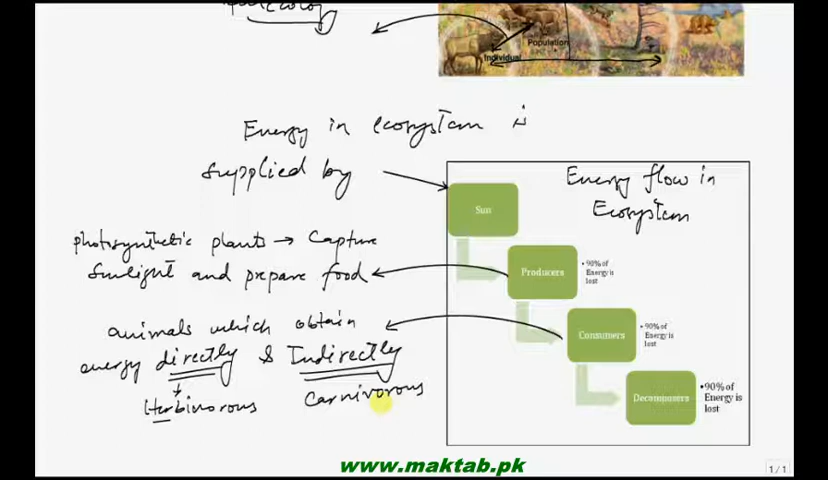 Individual
Population
Energy in ecosystem is
supplied by
Energy flow in
Ecosystem
Sun
photosynthetic plants → Capture
Sunlight and prepare food
Producers
• 90% of
Energy is
lost
animals which obtain
energy directly & Indirectly
Herbivorous
Carnivorous
Consumers
• 90% of
Energy is
lost
Decomposers
• 90% of
Energy is
lost
www.maktab.pk
1 / 1